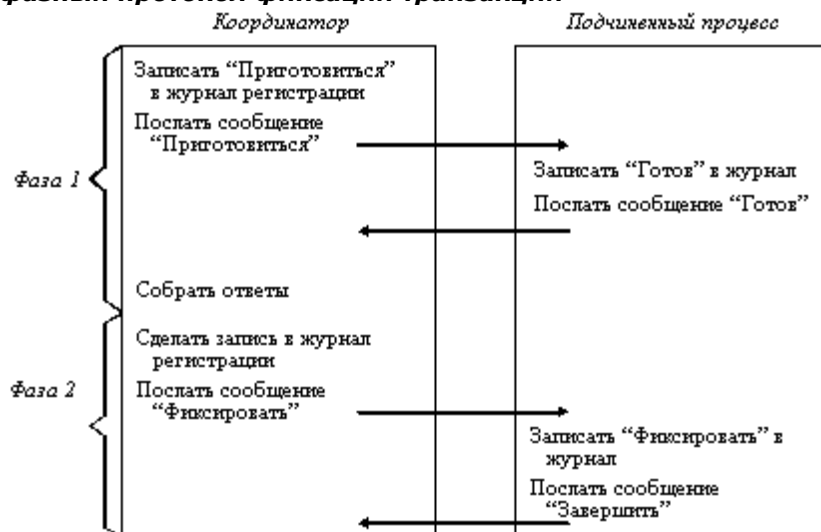 фазный протокол фиксации транзакций
Координатор
Подчиненный процесс
Записать “Приготовиться”
в журнал регистрации
Послать сообщение
“Приготовиться”
Записать “Готов” в журнал
Фаза 1
Послать сообщение “Готов”
Собрать ответы
Сделать запись в журнал
регистрации
Фаза 2
Послать сообщение
“Фиксировать”
Записать “Фиксировать” в
журнал
Послать сообщение
“Завершить”